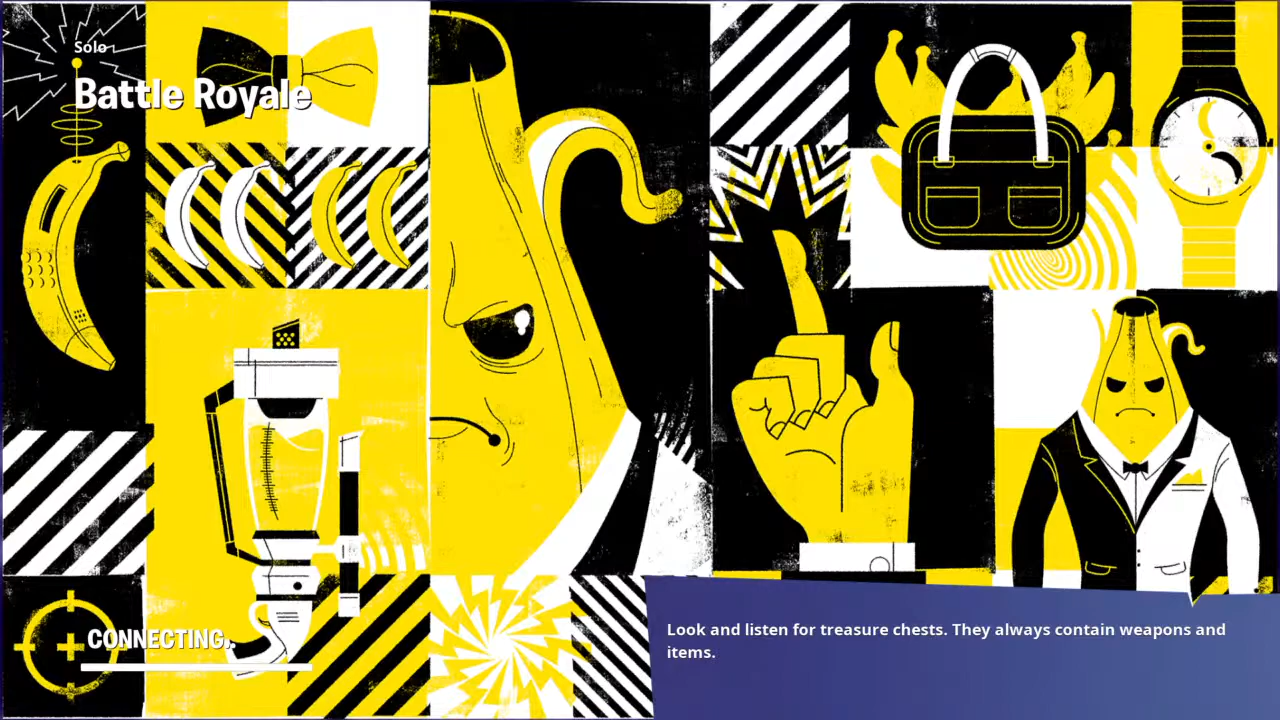 Solo
Battle Royale
CONNECTING..
Look and listen for treasure chests. They always contain weapons and
items.